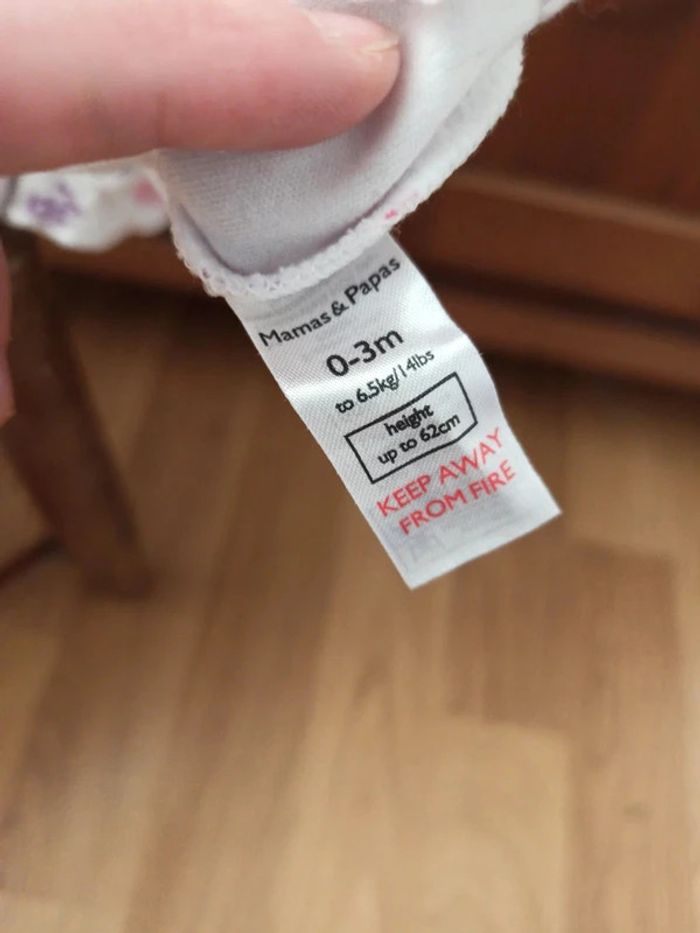 Mamas & Papas
0-3m
to 6.5kg/14lbs
height
up to 62cm
KEEP AWAY
FROM FIRE